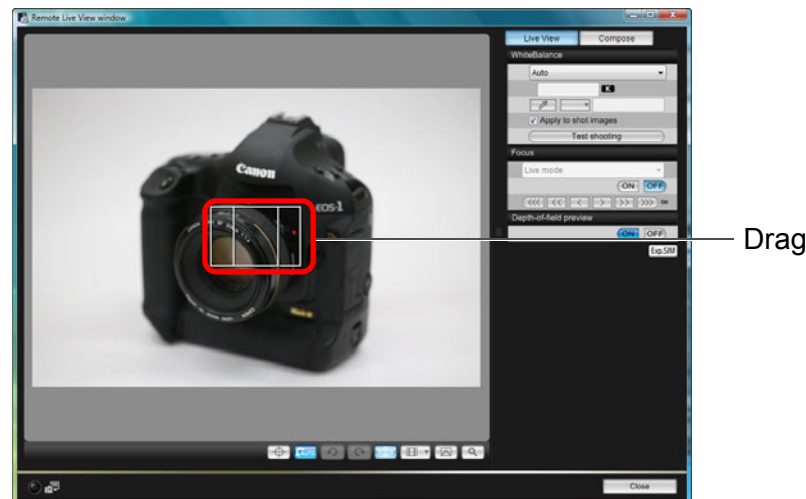 Remote Live View window
Live View Compose
WhiteBalance
Auto
K
Apply to shot images
Test shooting
Focus
Live mode
ON OFF
<<< << < > >> >>> ∞
Depth-of-field preview
ON OFF
Exp.SIM
Canon
EOS-1
Drag
AUTO
Close